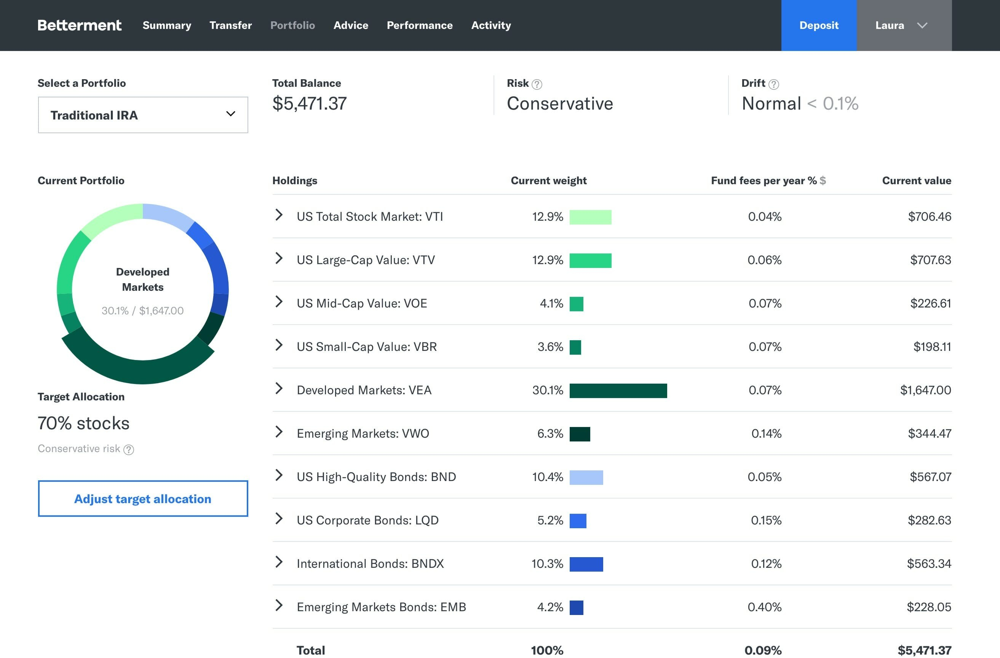 Betterment Summary Transfer Portfolio Advice Performance Activity Deposit Laura
Select a Portfolio
Traditional IRA
Total Balance
$5,471.37
Risk ?
Conservative
Drift ?
Normal < 0.1%
Current Portfolio
Developed
Markets
30.1% / $1,647.00
Target Allocation
70% stocks
Conservative risk ?
Adjust target allocation
Holdings Current weight Fund fees per year % $ Current value
US Total Stock Market: VTI 12.9% 0.04% $706.46
US Large-Cap Value: VTV 12.9% 0.06% $707.63
US Mid-Cap Value: VOE 4.1% 0.07% $226.61
US Small-Cap Value: VBR 3.6% 0.07% $198.11
Developed Markets: VEA 30.1% 0.07% $1,647.00
Emerging Markets: VWO 6.3% 0.14% $344.47
US High-Quality Bonds: BND 10.4% 0.05% $567.07
US Corporate Bonds: LQD 5.2% 0.15% $282.63
International Bonds: BNDX 10.3% 0.12% $563.34
Emerging Markets Bonds: EMB 4.2% 0.40% $228.05
Total 100% 0.09% $5,471.37